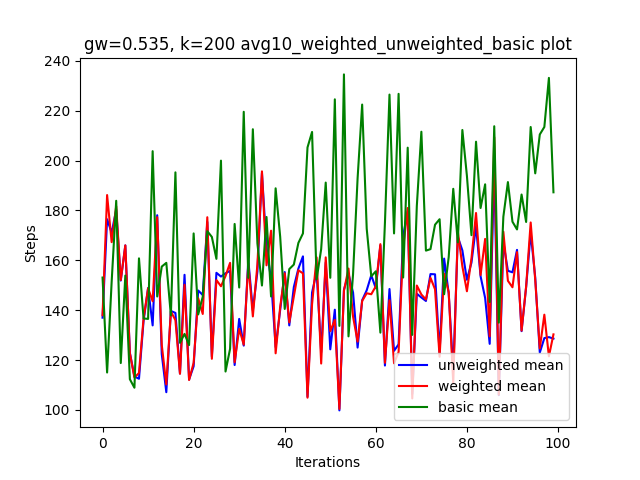 gw=0.535, k=200 avg10_weighted_unweighted_basic plot
240
220
200
180
160
140
120
100
Steps
0
20
40
60
80
100
Iterations
unweighted mean
weighted mean
basic mean